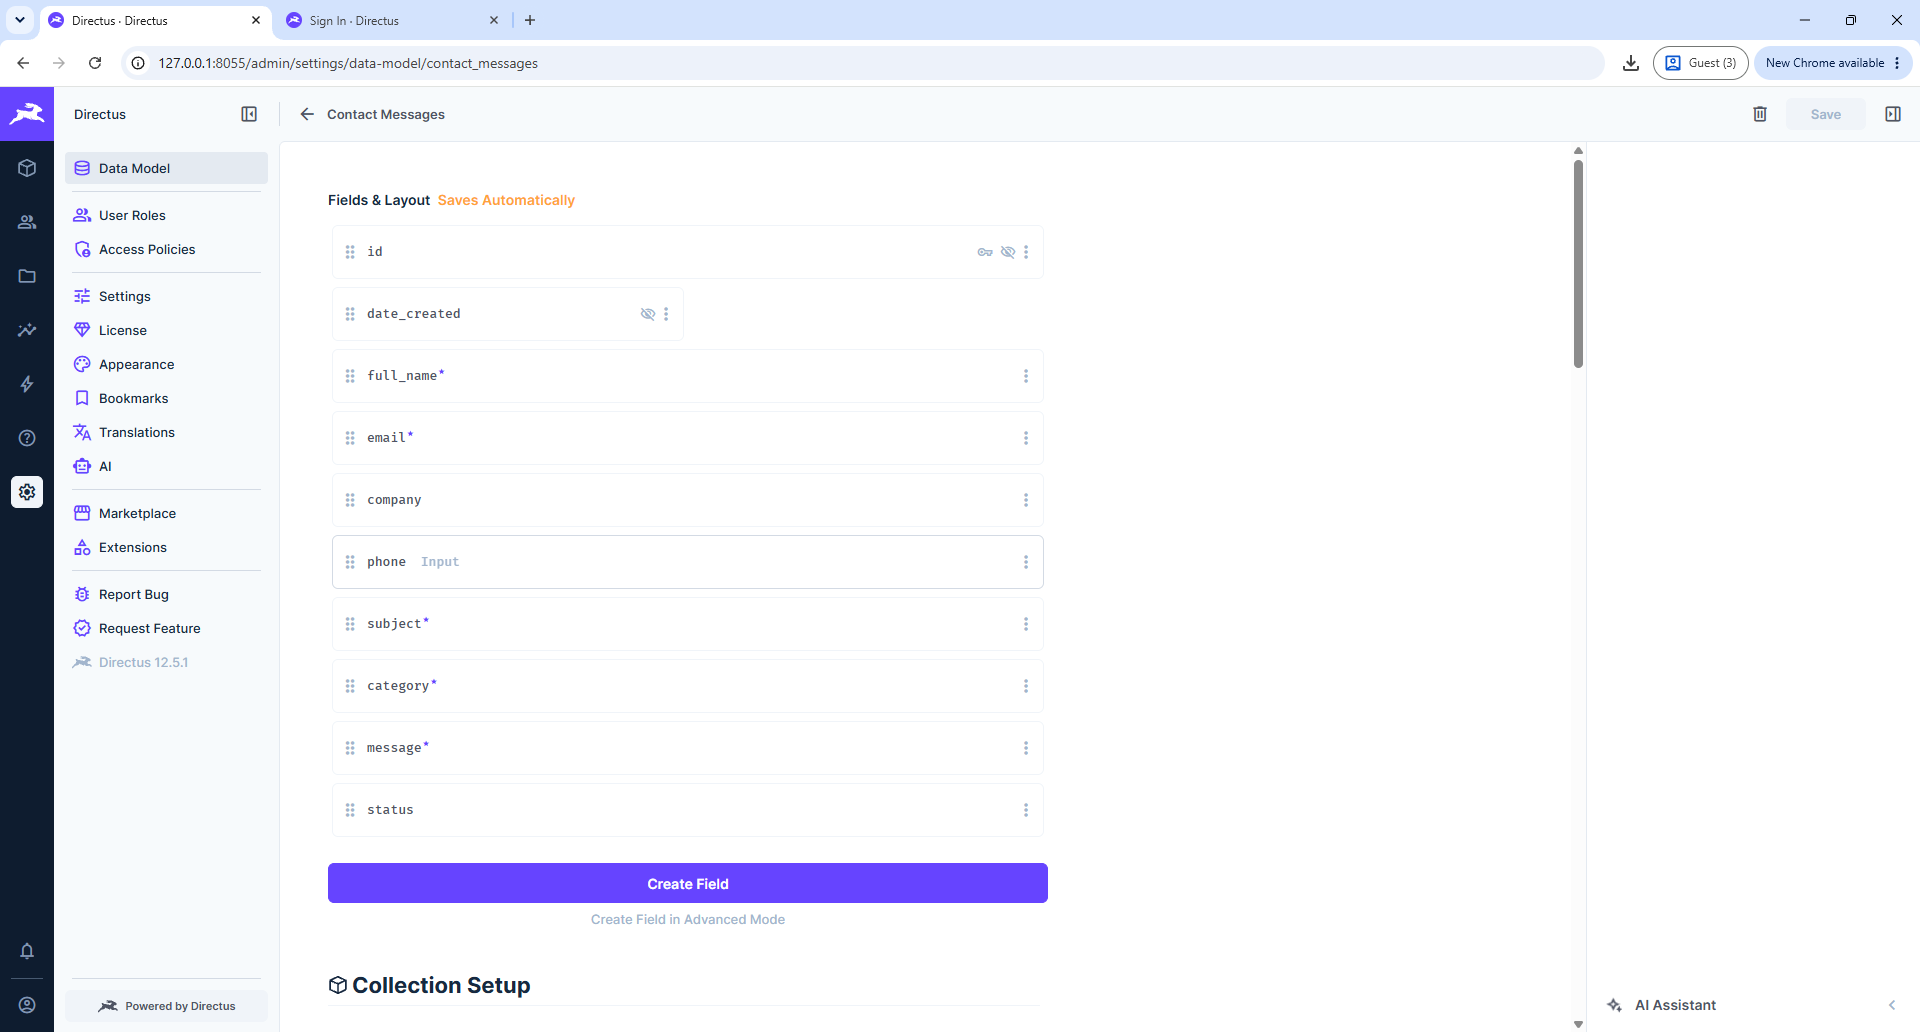 Directus · Directus
Sign In · Directus
127.0.0.1:8055/admin/settings/data-model/contact_messages
Guest (3)
New Chrome available
Directus
Contact Messages
Save
Data Model
User Roles
Access Policies
Settings
License
Appearance
Bookmarks
Translations
AI
Marketplace
Extensions
Report Bug
Request Feature
Directus 12.5.1
Powered by Directus
Fields & Layout Saves Automatically
id
date_created
full_name*
email*
company
phone Input
subject*
category*
message*
status
Create Field
Create Field in Advanced Mode
Collection Setup
AI Assistant